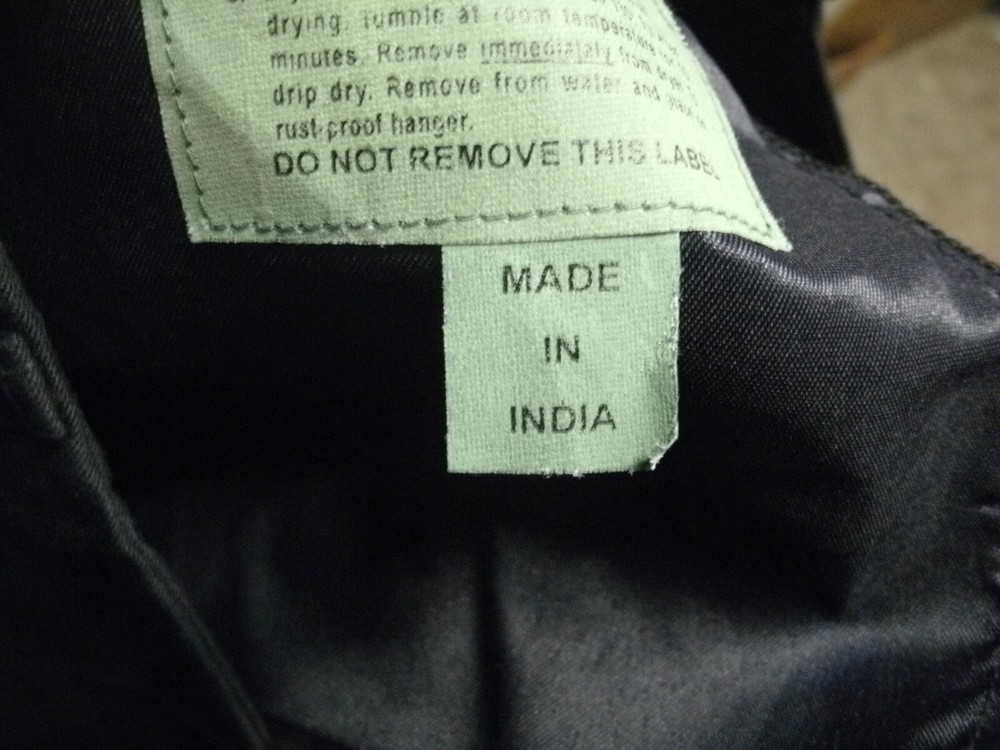 drying, tumble at room temperature
minutes. Remove immediately from dryer
drip dry. Remove from water and
rust-proof hanger.
DO NOT REMOVE THIS LABEL
MADE
IN
INDIA